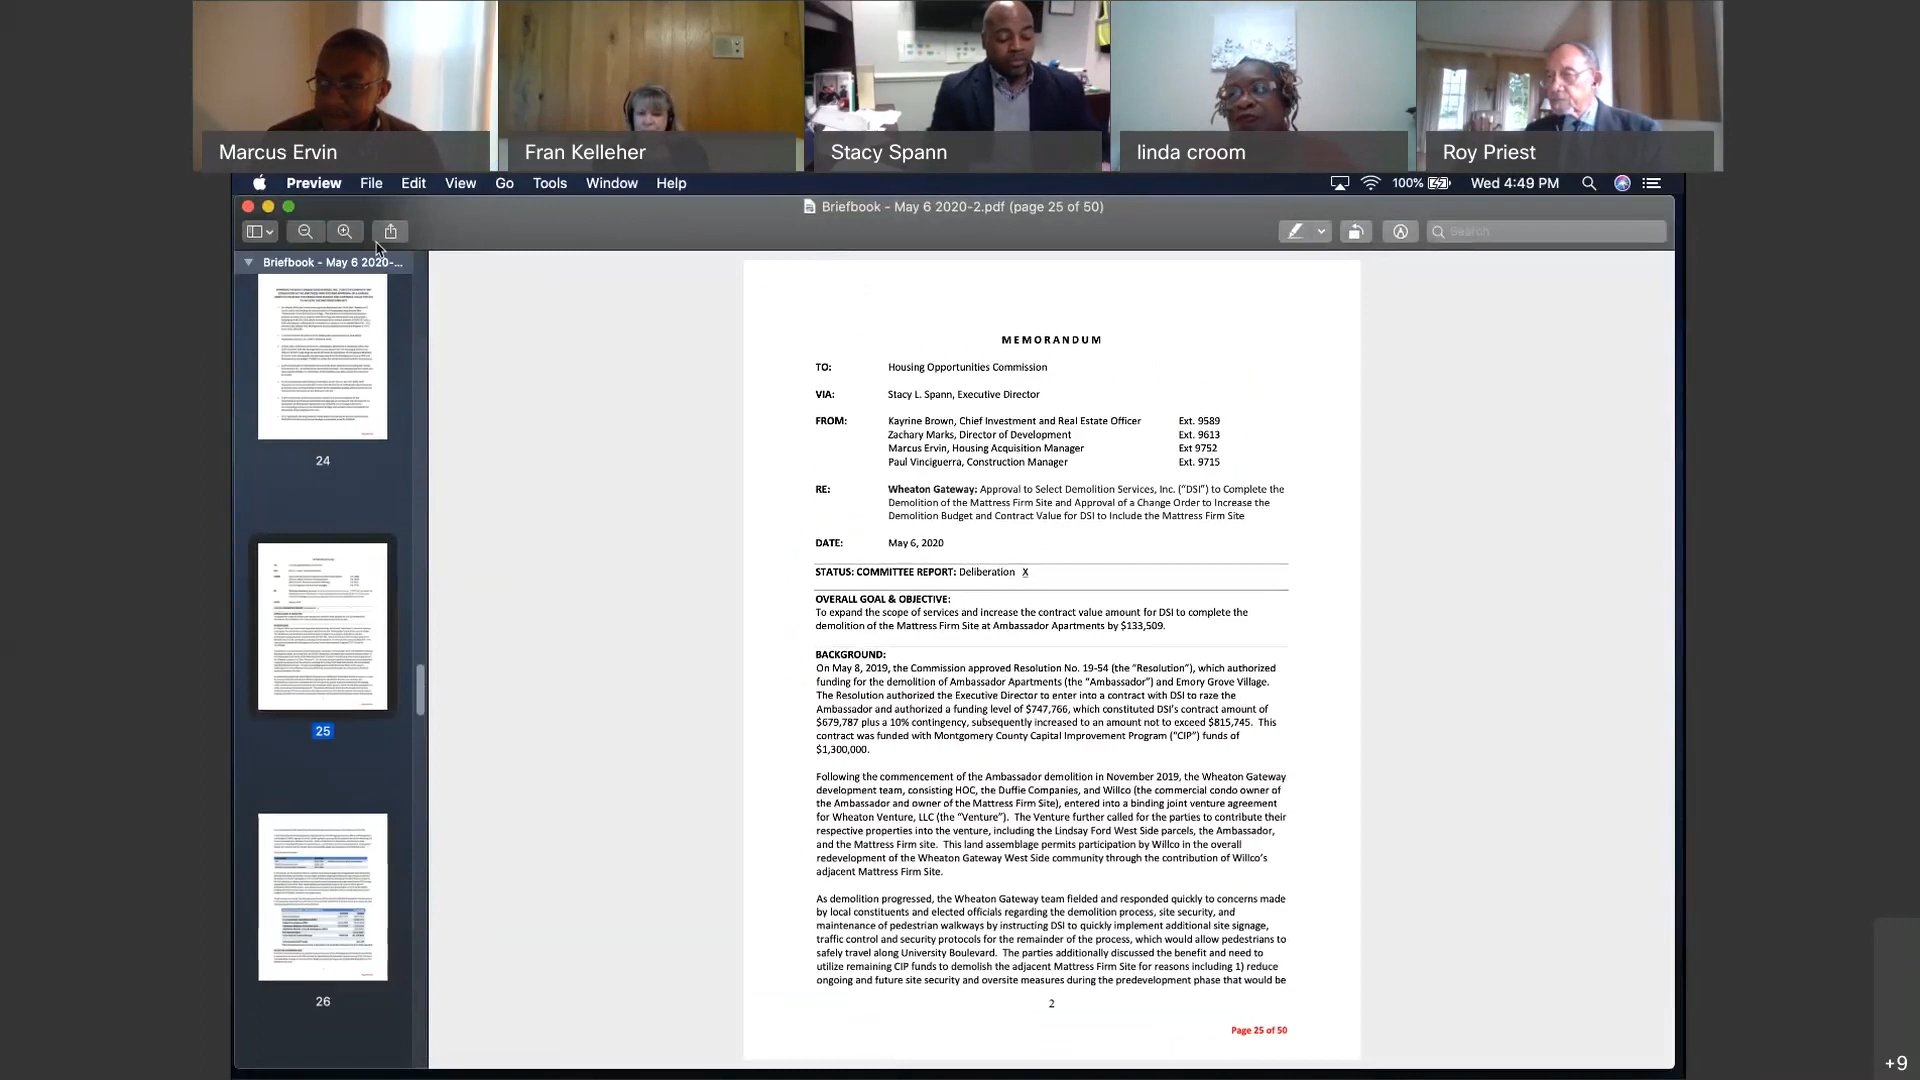 Marcus Ervin
Fran Kelleher
Stacy Spann
linda croom
Roy Priest
Preview File Edit View Go Tools Window Help 100% Wed 4:49 PM
Briefbook - May 6 2020-2.pdf (page 25 of 50)
Search
Briefbook - May 6 2020-...
24
25
26
MEMORANDUM
TO: Housing Opportunities Commission
VIA: Stacy L. Spann, Executive Director
FROM: Kayrine Brown, Chief Investment and Real Estate Officer Ext. 9589
Zachary Marks, Director of Development Ext. 9613
Marcus Ervin, Housing Acquisition Manager Ext 9752
Paul Vinciguerra, Construction Manager Ext. 9715
RE: Wheaton Gateway: Approval to Select Demolition Services, Inc. (“DSI”) to Complete the
Demolition of the Mattress Firm Site and Approval of a Change Order to Increase the
Demolition Budget and Contract Value for DSI to Include the Mattress Firm Site
DATE: May 6, 2020
STATUS: COMMITTEE REPORT: Deliberation X
OVERALL GOAL & OBJECTIVE:
To expand the scope of services and increase the contract value amount for DSI to complete the
demolition of the Mattress Firm Site at Ambassador Apartments by $133,509.
BACKGROUND:
On May 8, 2019, the Commission approved Resolution No. 19-54 (the “Resolution”), which authorized
funding for the demolition of Ambassador Apartments (the “Ambassador”) and Emory Grove Village.
The Resolution authorized the Executive Director to enter into a contract with DSI to raze the
Ambassador and authorized a funding level of $747,766, which constituted DSI’s contract amount of
$679,787 plus a 10% contingency, subsequently increased to an amount not to exceed $815,745. This
contract was funded with Montgomery County Capital Improvement Program (“CIP”) funds of
$1,300,000.
Following the commencement of the Ambassador demolition in November 2019, the Wheaton Gateway
development team, consisting HOC, the Duffie Companies, and Willco (the commercial condo owner of
the Ambassador and owner of the Mattress Firm Site), entered into a binding joint venture agreement
for Wheaton Venture, LLC (the “Venture”). The Venture further called for the parties to contribute their
respective properties into the venture, including the Lindsay Ford West Side parcels, the Ambassador,
and the Mattress Firm site. This land assemblage permits participation by Willco in the overall
redevelopment of the Wheaton Gateway West Side community through the contribution of Willco’s
adjacent Mattress Firm Site.
As demolition progressed, the Wheaton Gateway team fielded and responded quickly to concerns made
by local constituents and elected officials regarding the demolition process, site security, and
maintenance of pedestrian walkways by instructing DSI to quickly implement additional site signage,
traffic control and security protocols for the remainder of the process, which would allow pedestrians to
safely travel along University Boulevard. The parties additionally discussed the benefit and need to
utilize remaining CIP funds to demolish the adjacent Mattress Firm Site for reasons including 1) reduce
ongoing and future site security and oversite measures during the predevelopment phase that would be
2
Page 25 of 50
+9